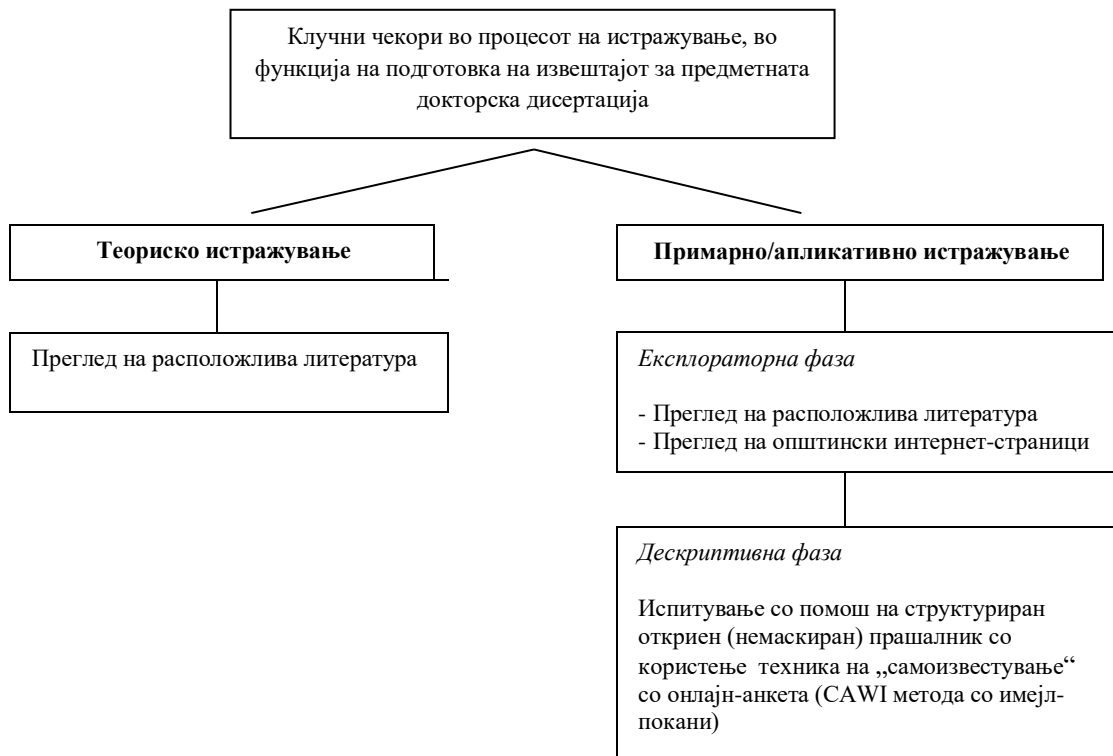 Клучни чекори во процесот на истражување, во
функција на подготовка на извештајот за предметната
докторска дисертација
Теориско истражување
Преглед на расположлива литература
Примарно/апликативно истражување
Експлораторна фаза
- Преглед на расположлива литература
- Преглед на општински интернет-страници
Дескриптивна фаза
Испитување со помош на структуриран
откриен (немаскиран) прашалник со
користење техника на „самоизвестување“
со онлајн-анкета (CAWI метода со имејл-
покани)